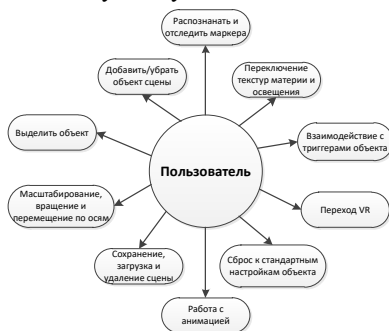 Распознанать и
отследить маркера
Добавить/убрать
объект сцены
Переключение
текстур материи и
освещения
Выделить объект
Взаимодействие с
триггерами объекта
Пользователь
Масштабирование,
вращение и
перемещение по осям
Переход VR
Сохранение,
загрузка и
удаление сцены
Сброс к стандартным
настройкам объекта
Работа с
анимацией